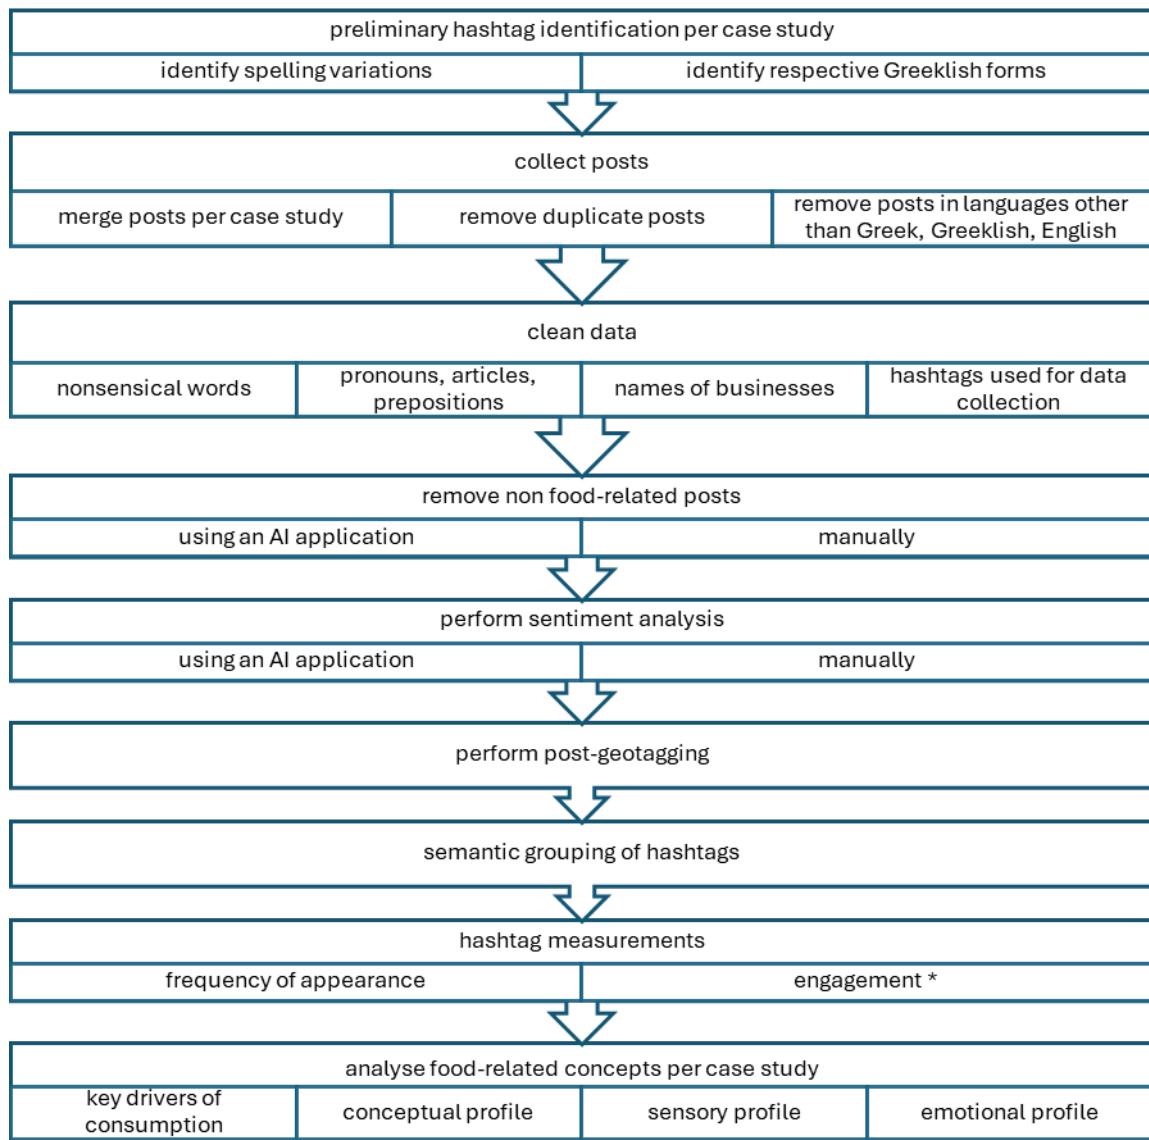 preliminary hashtag identification per case study
identify spelling variations
identify respective Greeklish forms
collect posts
merge posts per case study
remove duplicate posts
remove posts in languages other
than Greek, Greeklish, English
clean data
nonsensical words
pronouns, articles,
prepositions
names of businesses
hashtags used for data
collection
remove non food-related posts
using an AI application
manually
perform sentiment analysis
using an AI application
manually
perform post-geotagging
semantic grouping of hashtags
hashtag measurements
frequency of appearance
engagement *
analyse food-related concepts per case study
key drivers of
consumption
conceptual profile
sensory profile
emotional profile